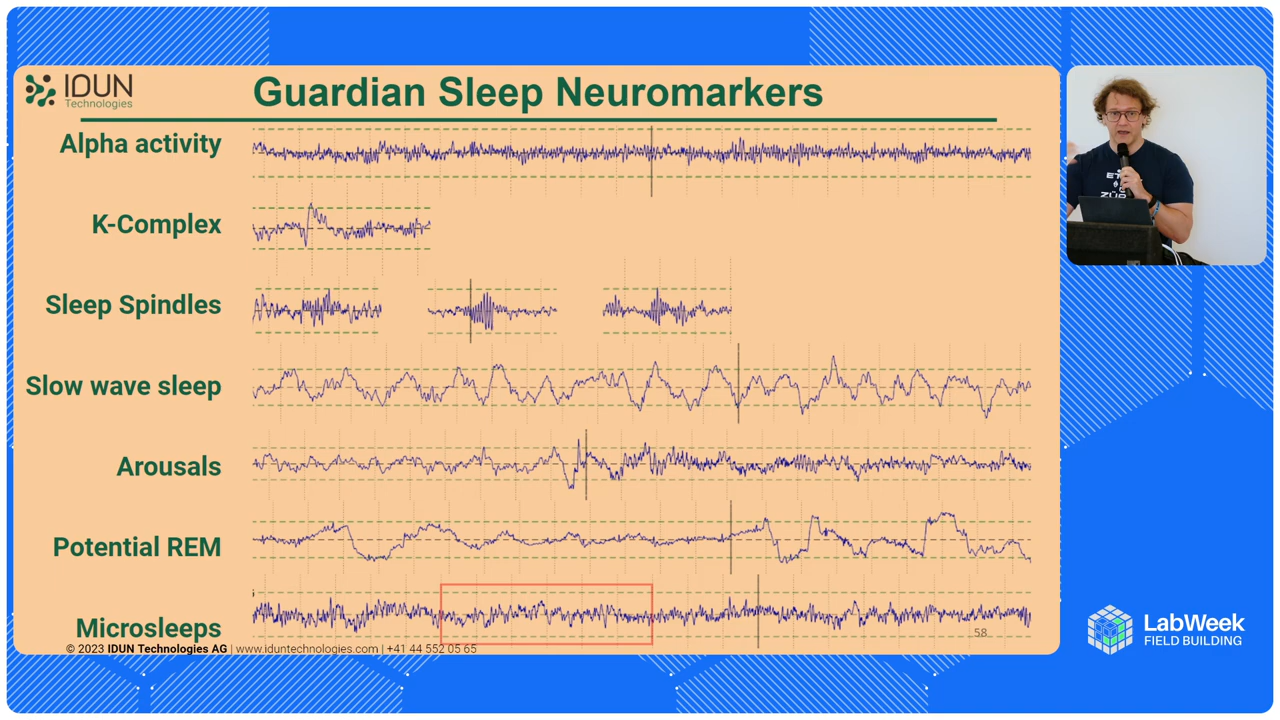 IDUN
Technologies
Guardian Sleep Neuromarkers
Alpha activity
K-Complex
Sleep Spindles
Slow wave sleep
Arousals
Potential REM
Microsleeps
58
© 2023 IDUN Technologies AG | www.iduntechnologies.com | +41 44 552 05 65
LabWeek
FIELD BUILDING